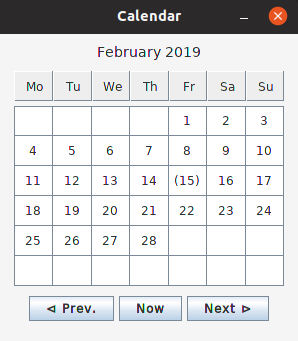 Calendar
February 2019
Mo Tu We Th Fr Sa Su
1 2 3
4 5 6 7 8 9 10
11 12 13 14 (15) 16 17
18 19 20 21 22 23 24
25 26 27 28
⊲ Prev. Now Next ⊳